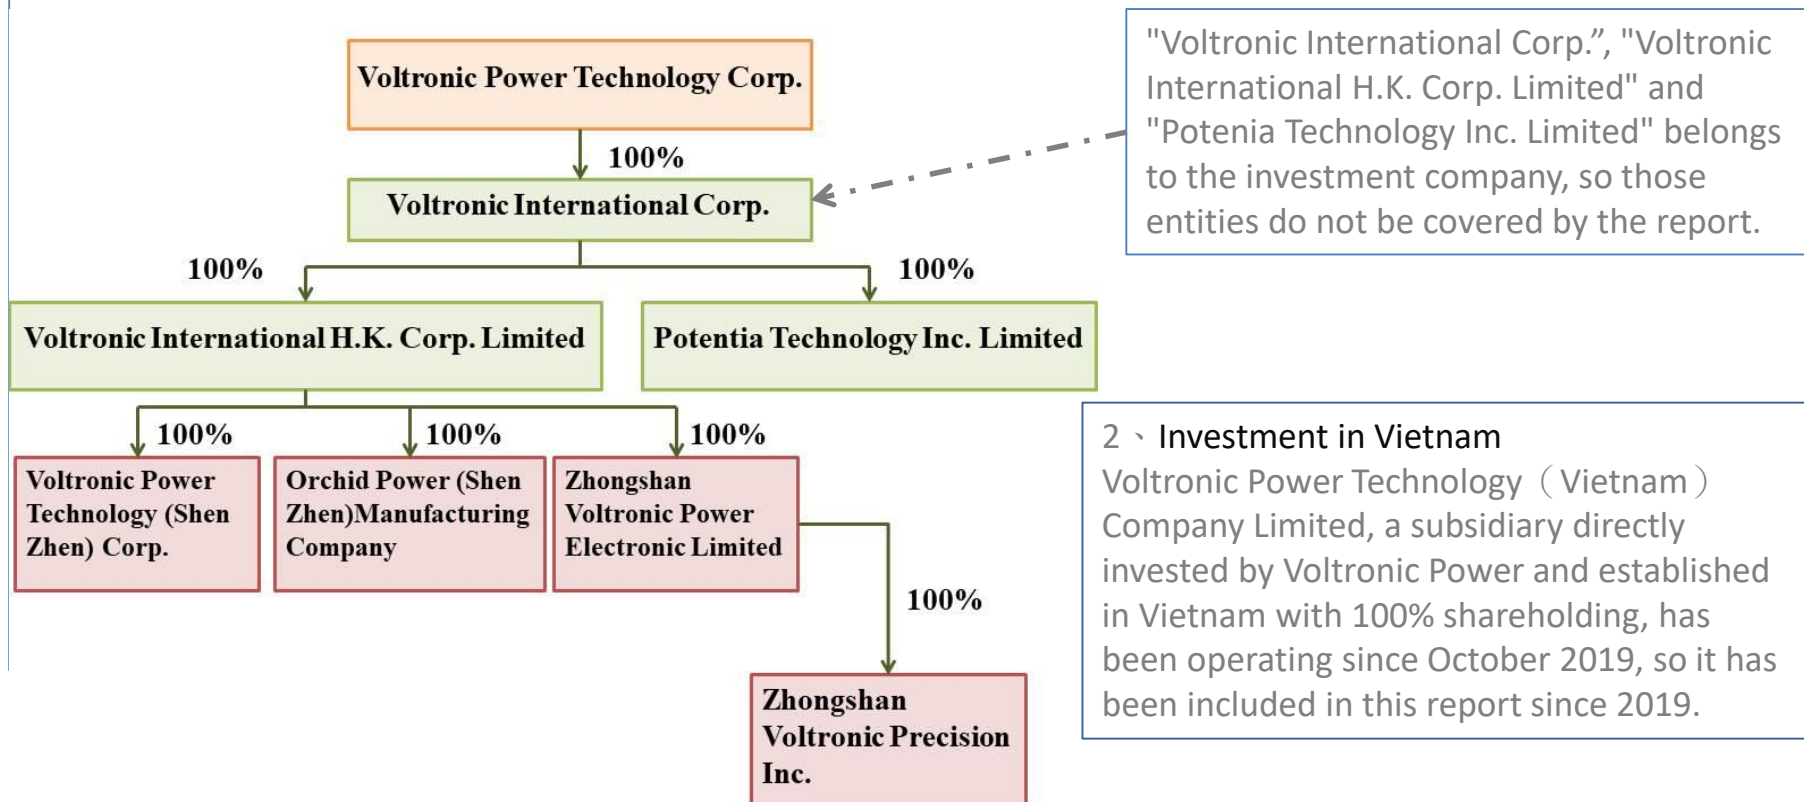 Voltronic Power Technology Corp.
100%
Voltronic International Corp.
"Voltronic International Corp.”, "Voltronic
International H.K. Corp. Limited" and
"Potenia Technology Inc. Limited" belongs
to the investment company, so those
entities do not be covered by the report.
100%
100%
Voltronic International H.K. Corp. Limited
Potentia Technology Inc. Limited
100%
100%
100%
Voltronic Power
Technology (Shen
Zhen) Corp.
Orchid Power (Shen
Zhen)Manufacturing
Company
Zhongshan
Voltronic Power
Electronic Limited
100%
Zhongshan
Voltronic Precision
Inc.
2、Investment in Vietnam
Voltronic Power Technology（Vietnam）
Company Limited, a subsidiary directly
invested by Voltronic Power and established
in Vietnam with 100% shareholding, has
been operating since October 2019, so it has
been included in this report since 2019.